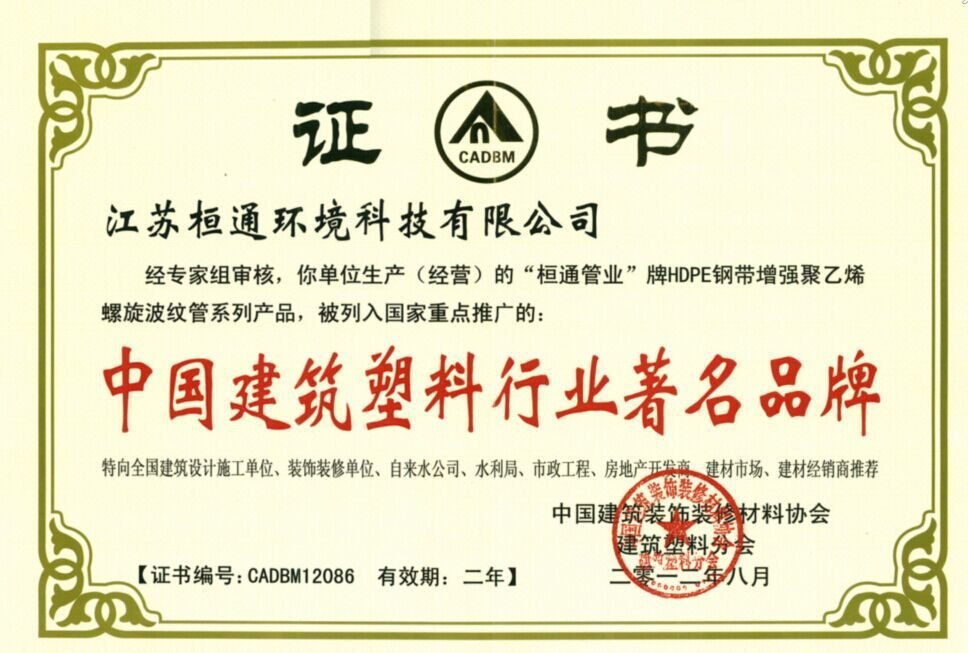 证 书
CADBM
江苏桓通环境科技有限公司
经专家组审核，你单位生产（经营）的“桓通管业”牌HDPE钢带增强聚乙烯
螺旋波纹管系列产品，被列入国家重点推广的：
中国建筑塑料行业著名品牌
特向全国建筑设计施工单位、装饰装修单位、自来水公司、水利局、市政工程、房地产开发商、建材市场、建材经销商推荐
中国建筑装饰装修材料协会
建筑塑料分会
【证书编号：CADBM12086 有效期：二年】
二零一二年八月